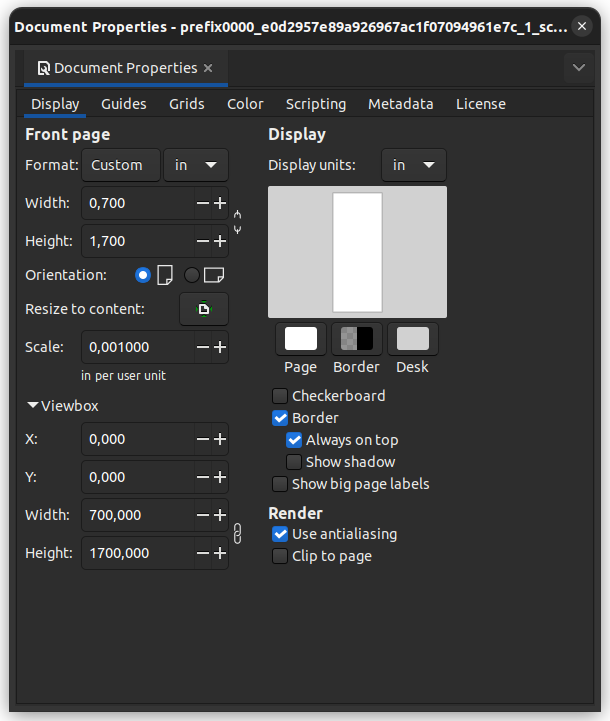 Document Properties - prefix0000_e0d2957e89a926967ac1f07094961e7c_1_sc...
Document Properties
Display Guides Grids Color Scripting Metadata License
Front page
Format: Custom in
Width: 0,700
Height: 1,700
Orientation:
Resize to content:
Scale: 0,001000
in per user unit
Viewbox
X: 0,000
Y: 0,000
Width: 700,000
Height: 1700,000
Display
Display units: in
Page Border Desk
Checkerboard
Border
Always on top
Show shadow
Show big page labels
Render
Use antialiasing
Clip to page